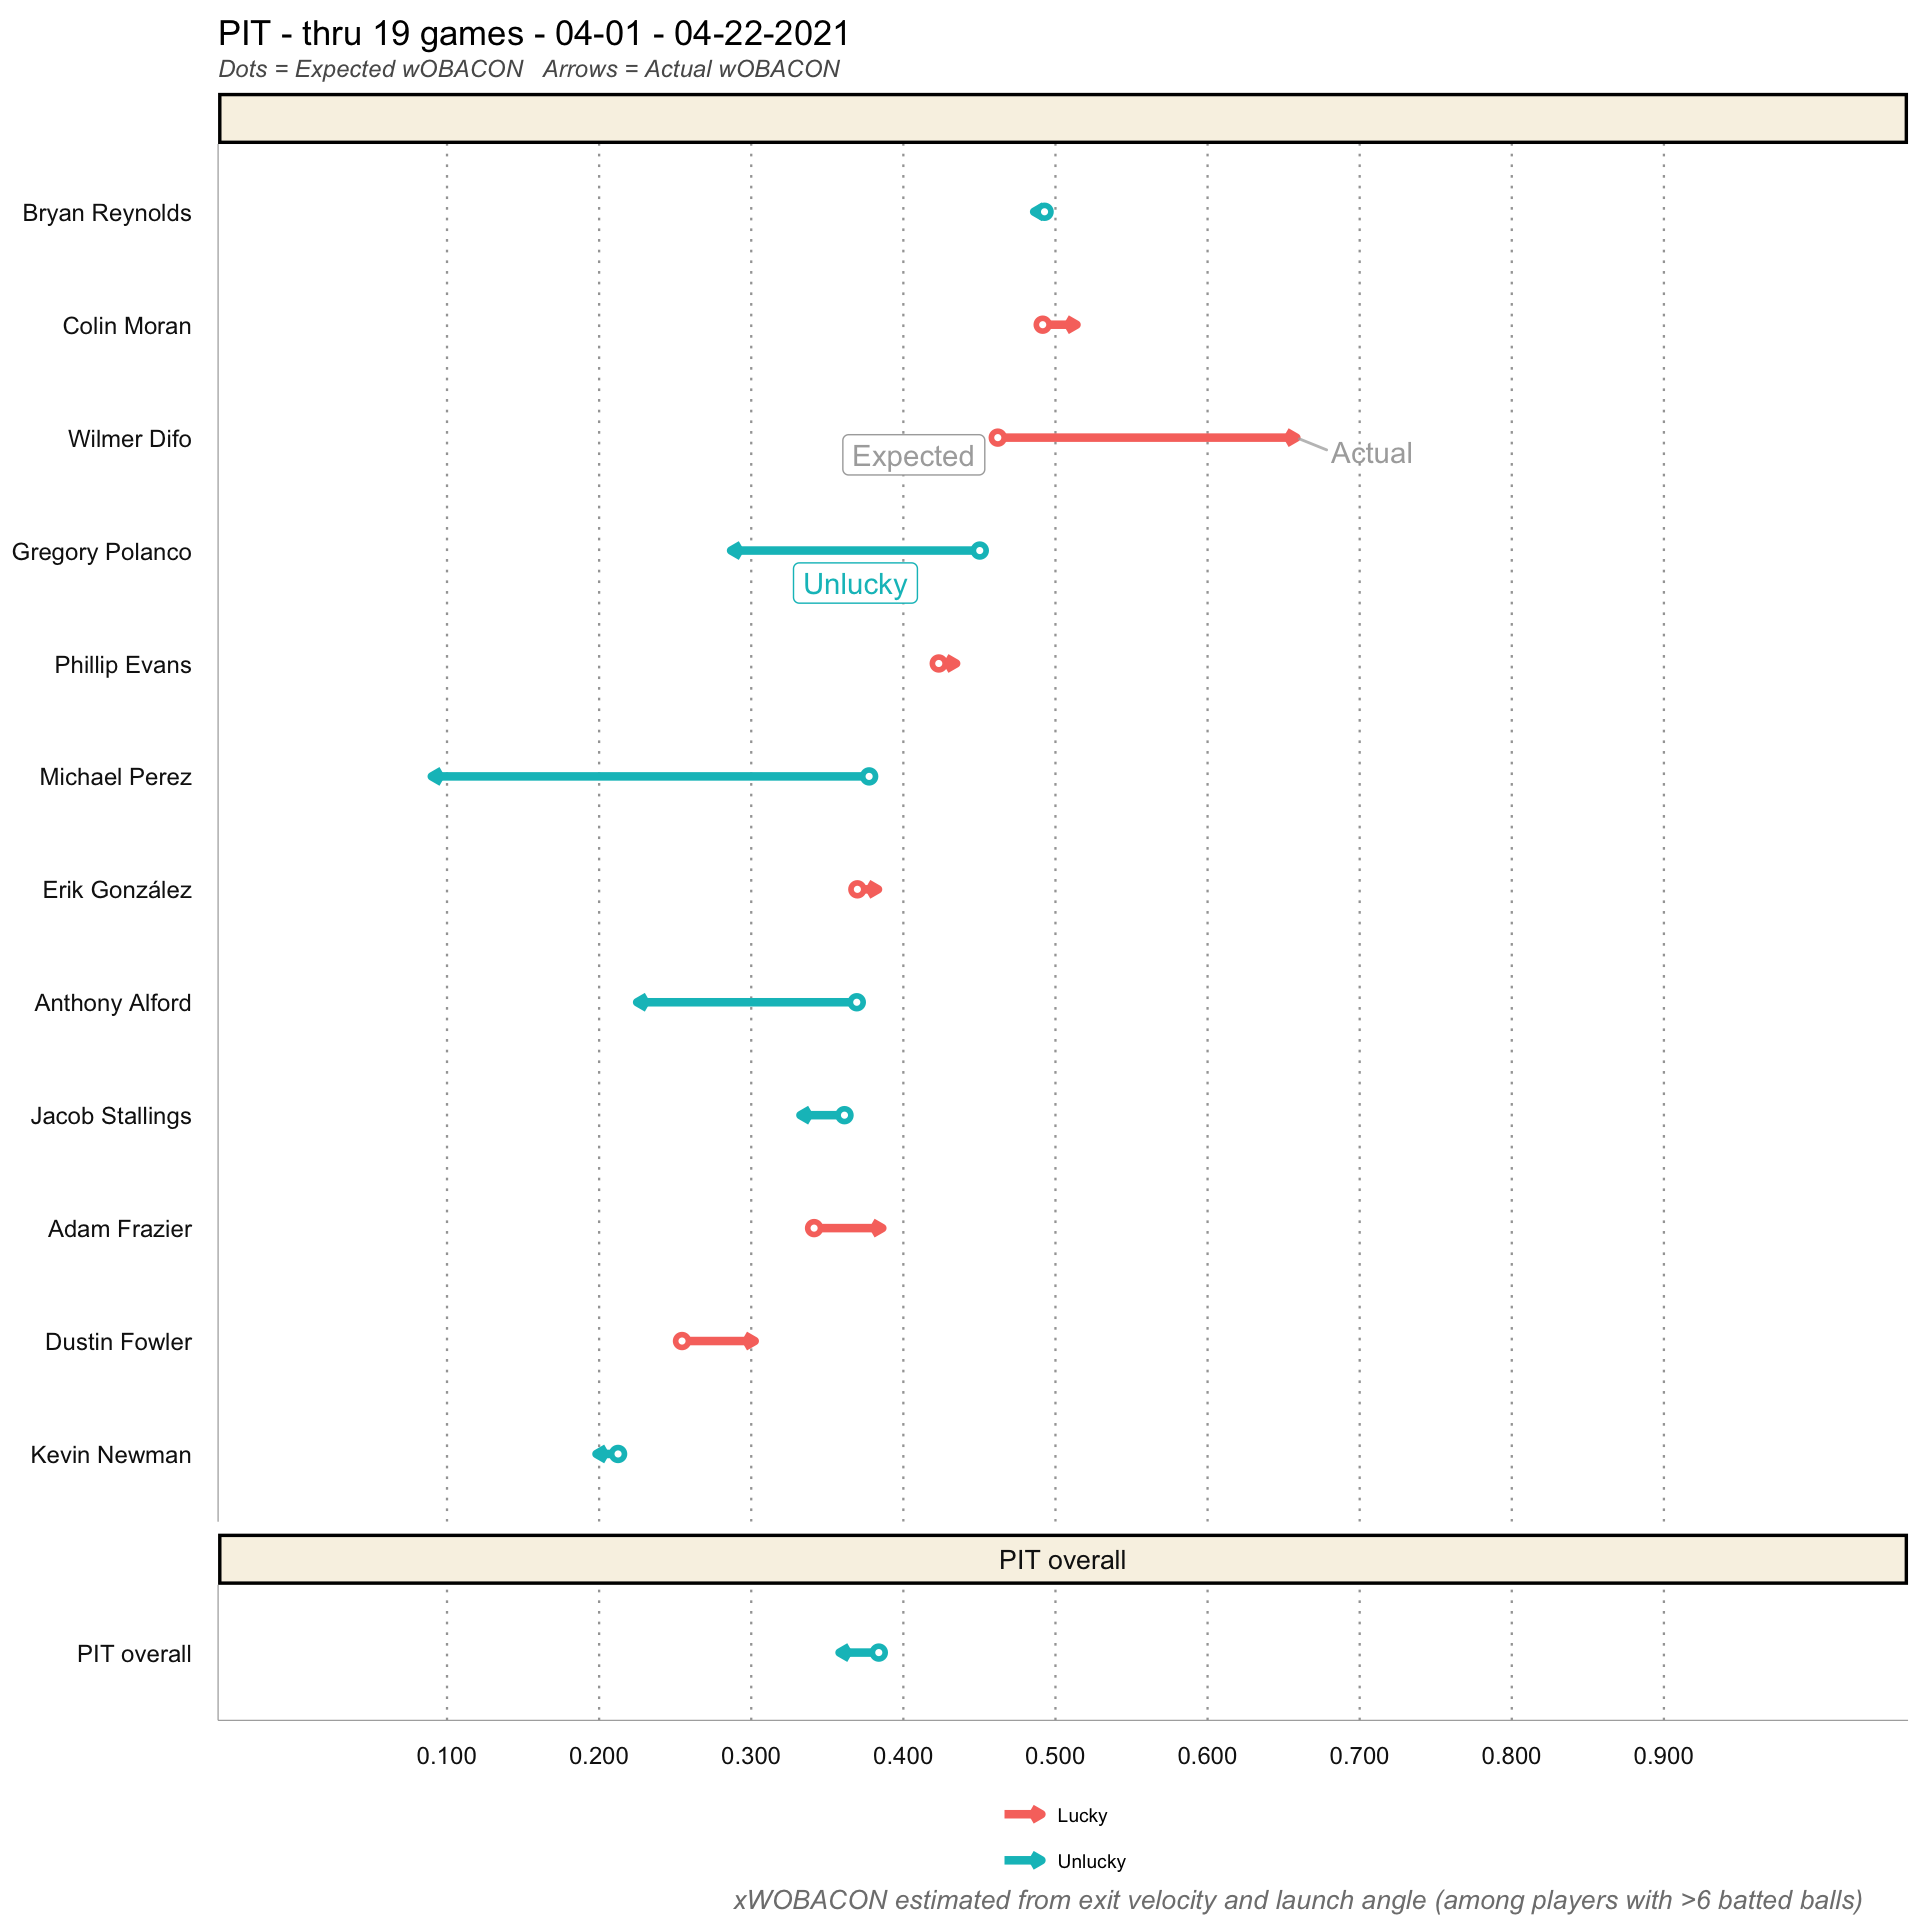 PIT - thru 19 games - 04-01 - 04-22-2021
Dots = Expected wOBACON   Arrows = Actual wOBACON
Bryan Reynolds
Colin Moran
Wilmer Difo
Expected
Actual
Gregory Polanco
Unlucky
Phillip Evans
Michael Perez
Erik González
Anthony Alford
Jacob Stallings
Adam Frazier
Dustin Fowler
Kevin Newman
PIT overall
PIT overall
0.100 0.200 0.300 0.400 0.500 0.600 0.700 0.800 0.900
Lucky
Unlucky
xWOBACON estimated from exit velocity and launch angle (among players with >6 batted balls)